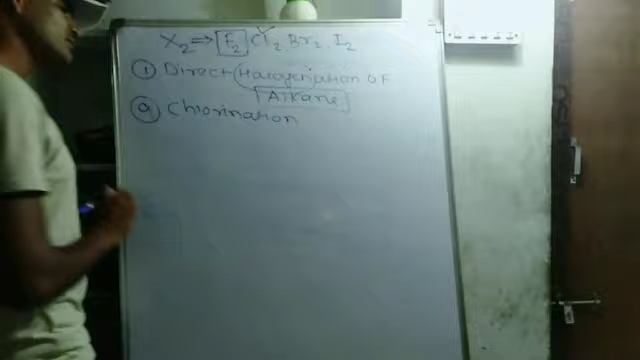 X₂ ⇒ F₂ Cl₂ Br₂, I₂
① Direct Halogenation OF
Alkane
ⓐ Chlorination